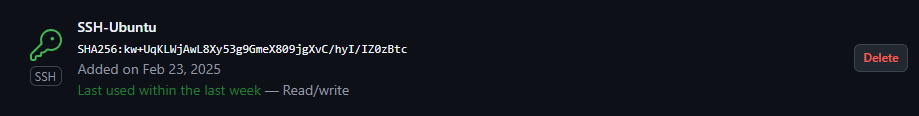 SSH-Ubuntu
SHA256:kw+UqKLWjAwL8Xy53g9GmeX809jgXvC/hyI/IZ0zBtc
SSH
Added on Feb 23, 2025
Last used within the last week — Read/write
Delete